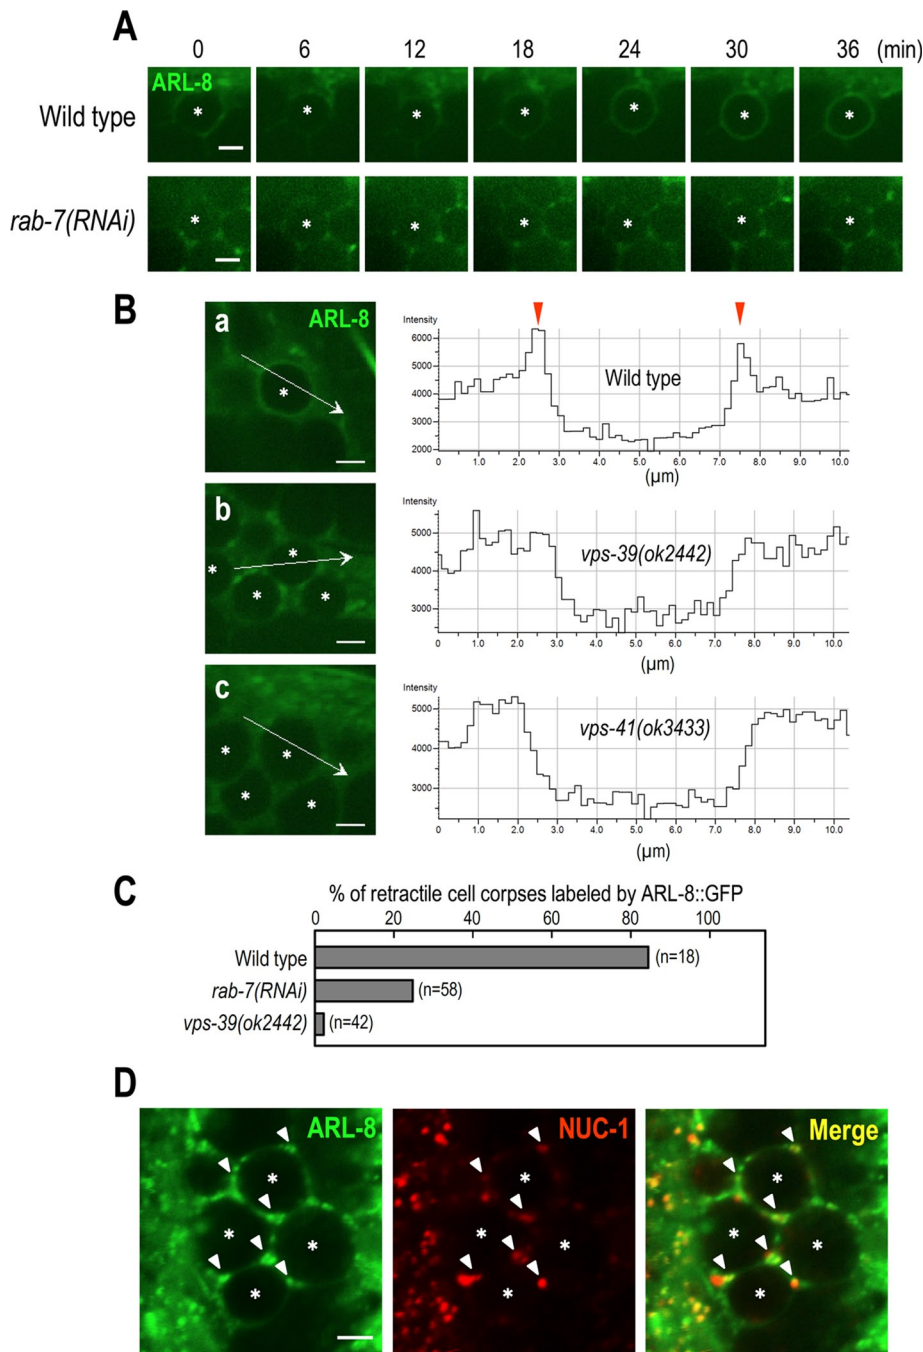 A
0 6 12 18 24 30 36 (min)
ARL-8
Wild type
* * * * * * *
rab-7(RNAi)
* * * * * * *
B
a ARL-8
*
Intensity
6000
5000
4000
3000
2000
Wild type
0 1.0 2.0 3.0 4.0 5.0 6.0 7.0 8.0 9.0 10.0
(µm)
b
* * * *
Intensity
5000
4000
3000
vps-39(ok2442)
0 1.0 2.0 3.0 4.0 5.0 6.0 7.0 8.0 9.0 10.0
(µm)
c
* * * *
Intensity
5000
4000
3000
vps-41(ok3433)
0 1.0 2.0 3.0 4.0 5.0 6.0 7.0 8.0 9.0 10.0
(µm)
C
% of retractile cell corpses labeled by ARL-8::GFP
0 20 40 60 80 100
Wild type (n=18)
rab-7(RNAi) (n=58)
vps-39(ok2442) (n=42)
D
ARL-8 NUC-1 Merge
* * * *
* * * *
* * * *